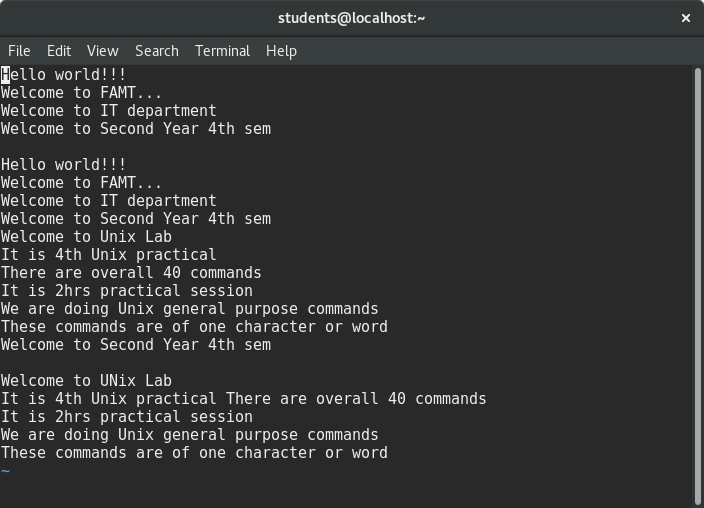 students@localhost:~
File Edit View Search Terminal Help
Hello world!!!
Welcome to FAMT...
Welcome to IT department
Welcome to Second Year 4th sem

Hello world!!!
Welcome to FAMT...
Welcome to IT department
Welcome to Second Year 4th sem
Welcome to Unix Lab
It is 4th Unix practical
There are overall 40 commands
It is 2hrs practical session
We are doing Unix general purpose commands
These commands are of one character or word
Welcome to Second Year 4th sem

Welcome to UNix Lab
It is 4th Unix practical There are overall 40 commands
It is 2hrs practical session
We are doing Unix general purpose commands
These commands are of one character or word
~